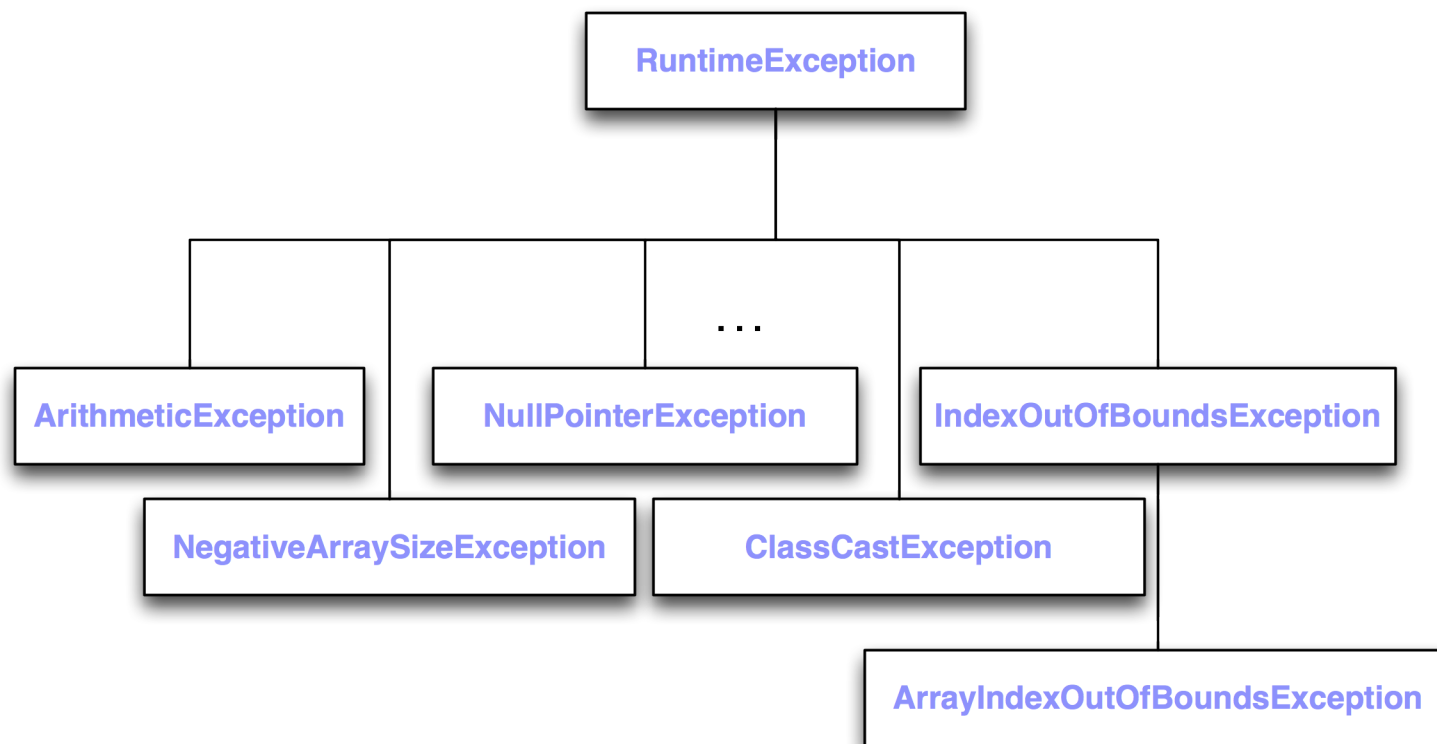 RuntimeException
...
ArithmeticException
NullPointerException
IndexOutOfBoundsException
NegativeArraySizeException
ClassCastException
ArrayIndexOutOfBoundsException